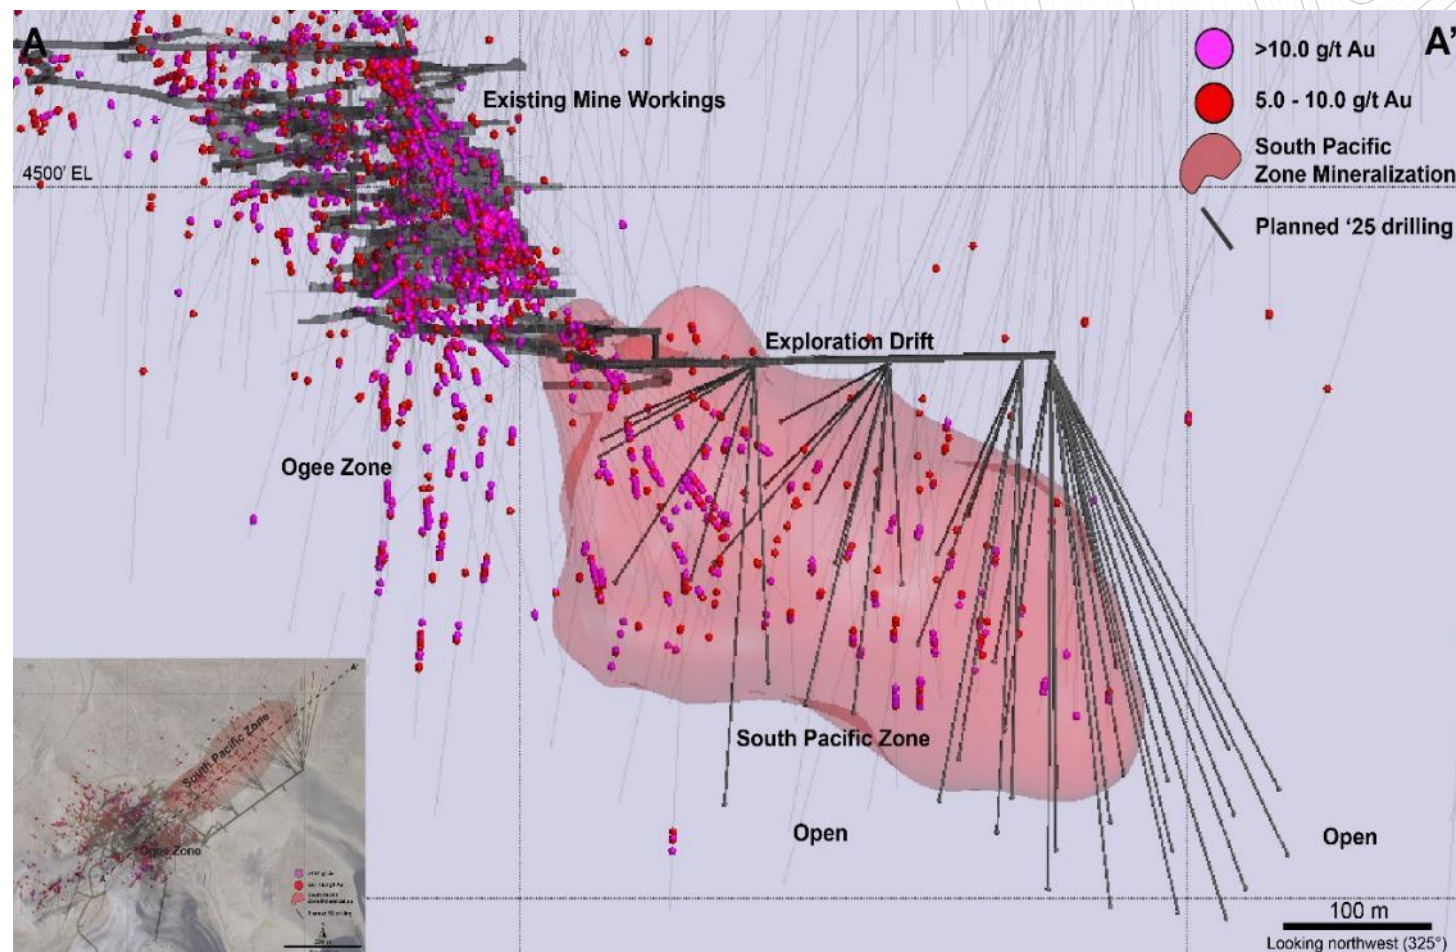 A
A'
>10.0 g/t Au
5.0 - 10.0 g/t Au
South Pacific
Zone Mineralization
Planned '25 drilling
Existing Mine Workings
4500' EL
Exploration Drift
Ogee Zone
South Pacific Zone
Open
Open
100 m
Looking northwest (325°)
A'
South Pacific Zone
Ogee Zone
A